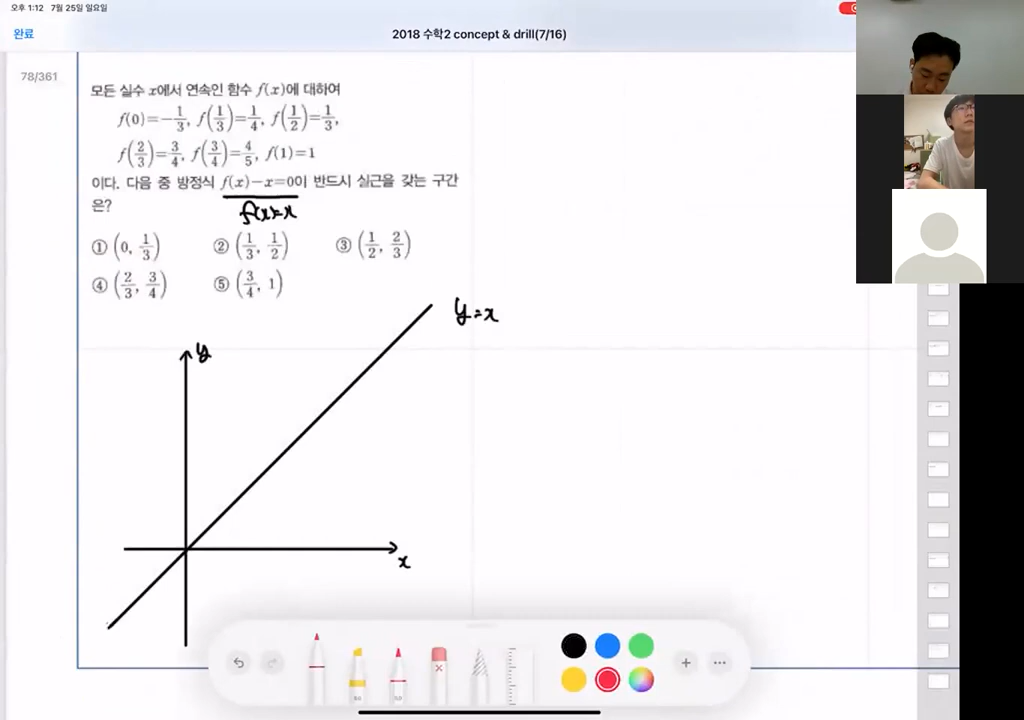 오후 1:12 7월 25일 일요일
완료
2018 수학2 concept & drill(7/16)
78/361
모든 실수 x에서 연속인 함수 f(x)에 대하여
f(0)=-1/3, f(1/3)=1/4, f(1/2)=1/3,
f(2/3)=3/4, f(3/4)=4/5, f(1)=1
이다. 다음 중 방정식 f(x)-x=0이 반드시 실근을 갖는 구간
은?
f(x)=x
① (0, 1/3) ② (1/3, 1/2) ③ (1/2, 2/3)
④ (2/3, 3/4) ⑤ (3/4, 1)
y=x
y
x